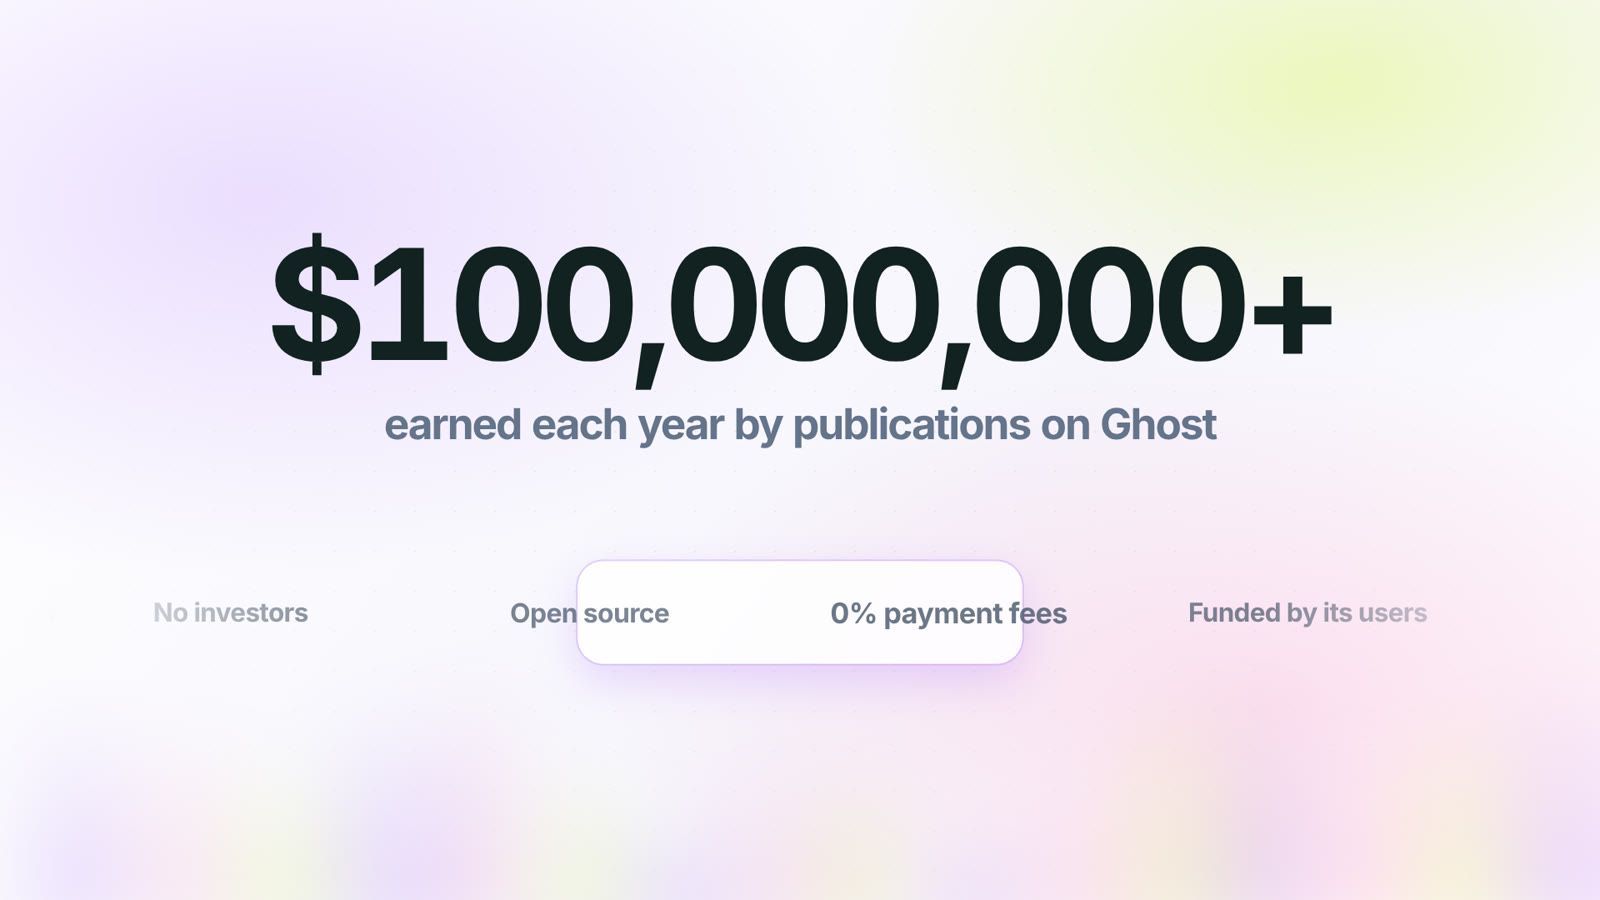 $100,000,000+
earned each year by publications on Ghost
No investors
Open source
0% payment fees
Funded by its users